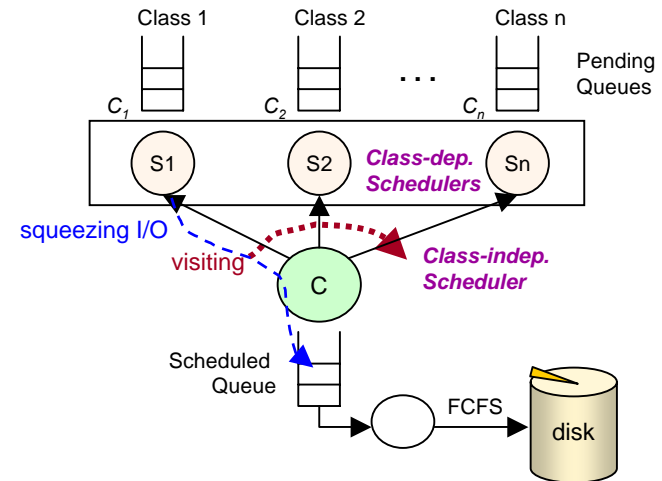 Class 1
Class 2
Class n
. . .
Pending
Queues
C1
C2
Cn
S1
S2
Sn
Class-dep.
Schedulers
squeezing I/O
visiting
Class-indep.
Scheduler
C
Scheduled
Queue
FCFS
disk